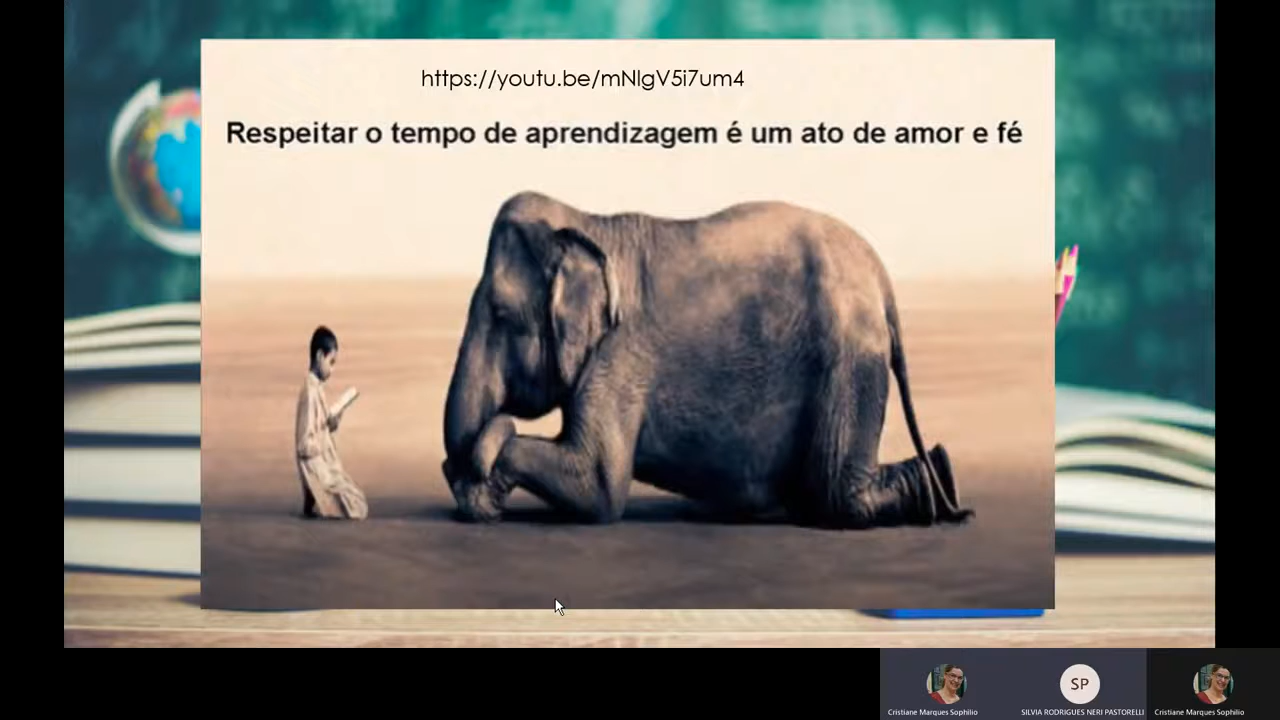 https://youtu.be/mNlgV5i7um4
Respeitar o tempo de aprendizagem é um ato de amor e fé
SP
Cristiane Marques Sophilio
SILVIA RODRIGUES NERI PASTORELLI
Cristiane Marques Sophilio